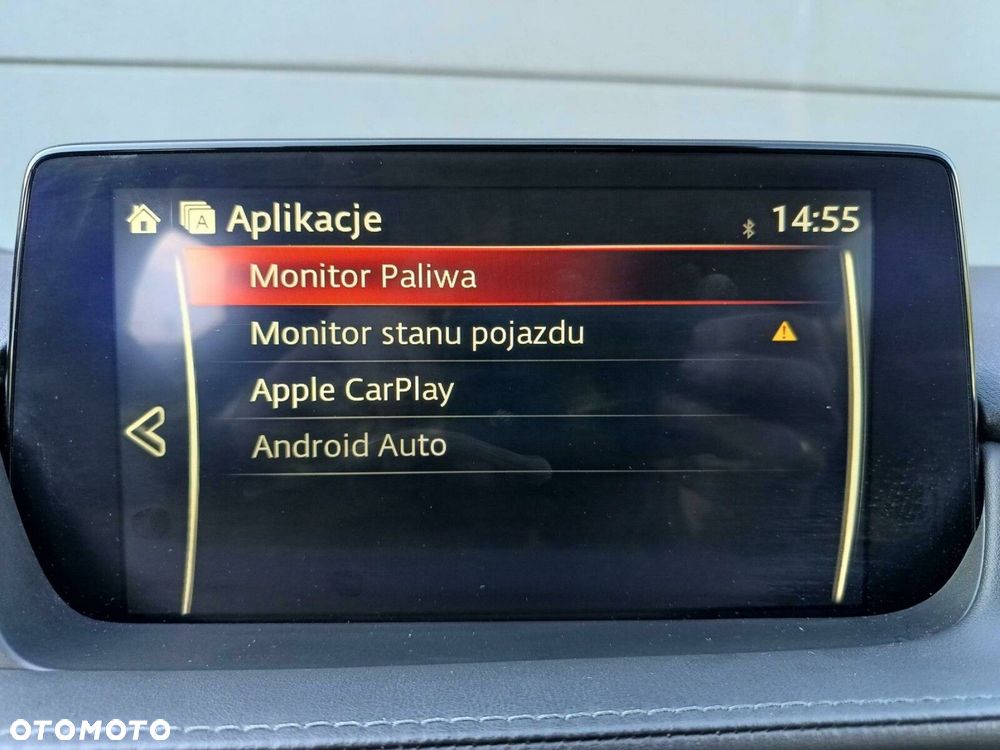 A Aplikacje 14:55
Monitor Paliwa
Monitor stanu pojazdu
Apple CarPlay
Android Auto
OTOMOTO